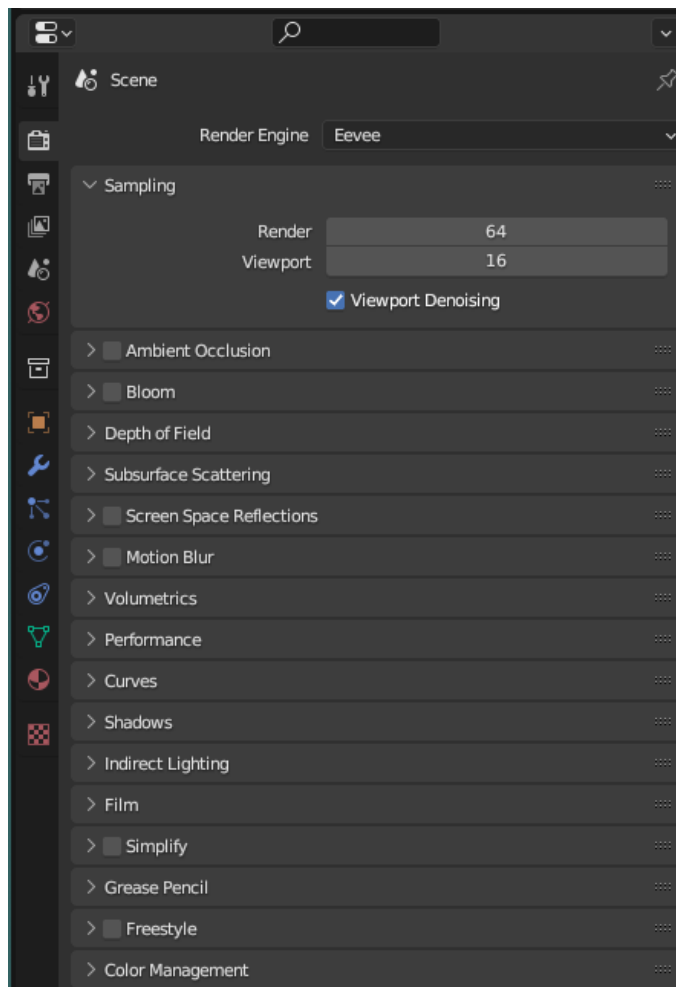 Scene
Render Engine Eevee
Sampling
Render 64
Viewport 16
Viewport Denoising
Ambient Occlusion
Bloom
Depth of Field
Subsurface Scattering
Screen Space Reflections
Motion Blur
Volumetrics
Performance
Curves
Shadows
Indirect Lighting
Film
Simplify
Grease Pencil
Freestyle
Color Management